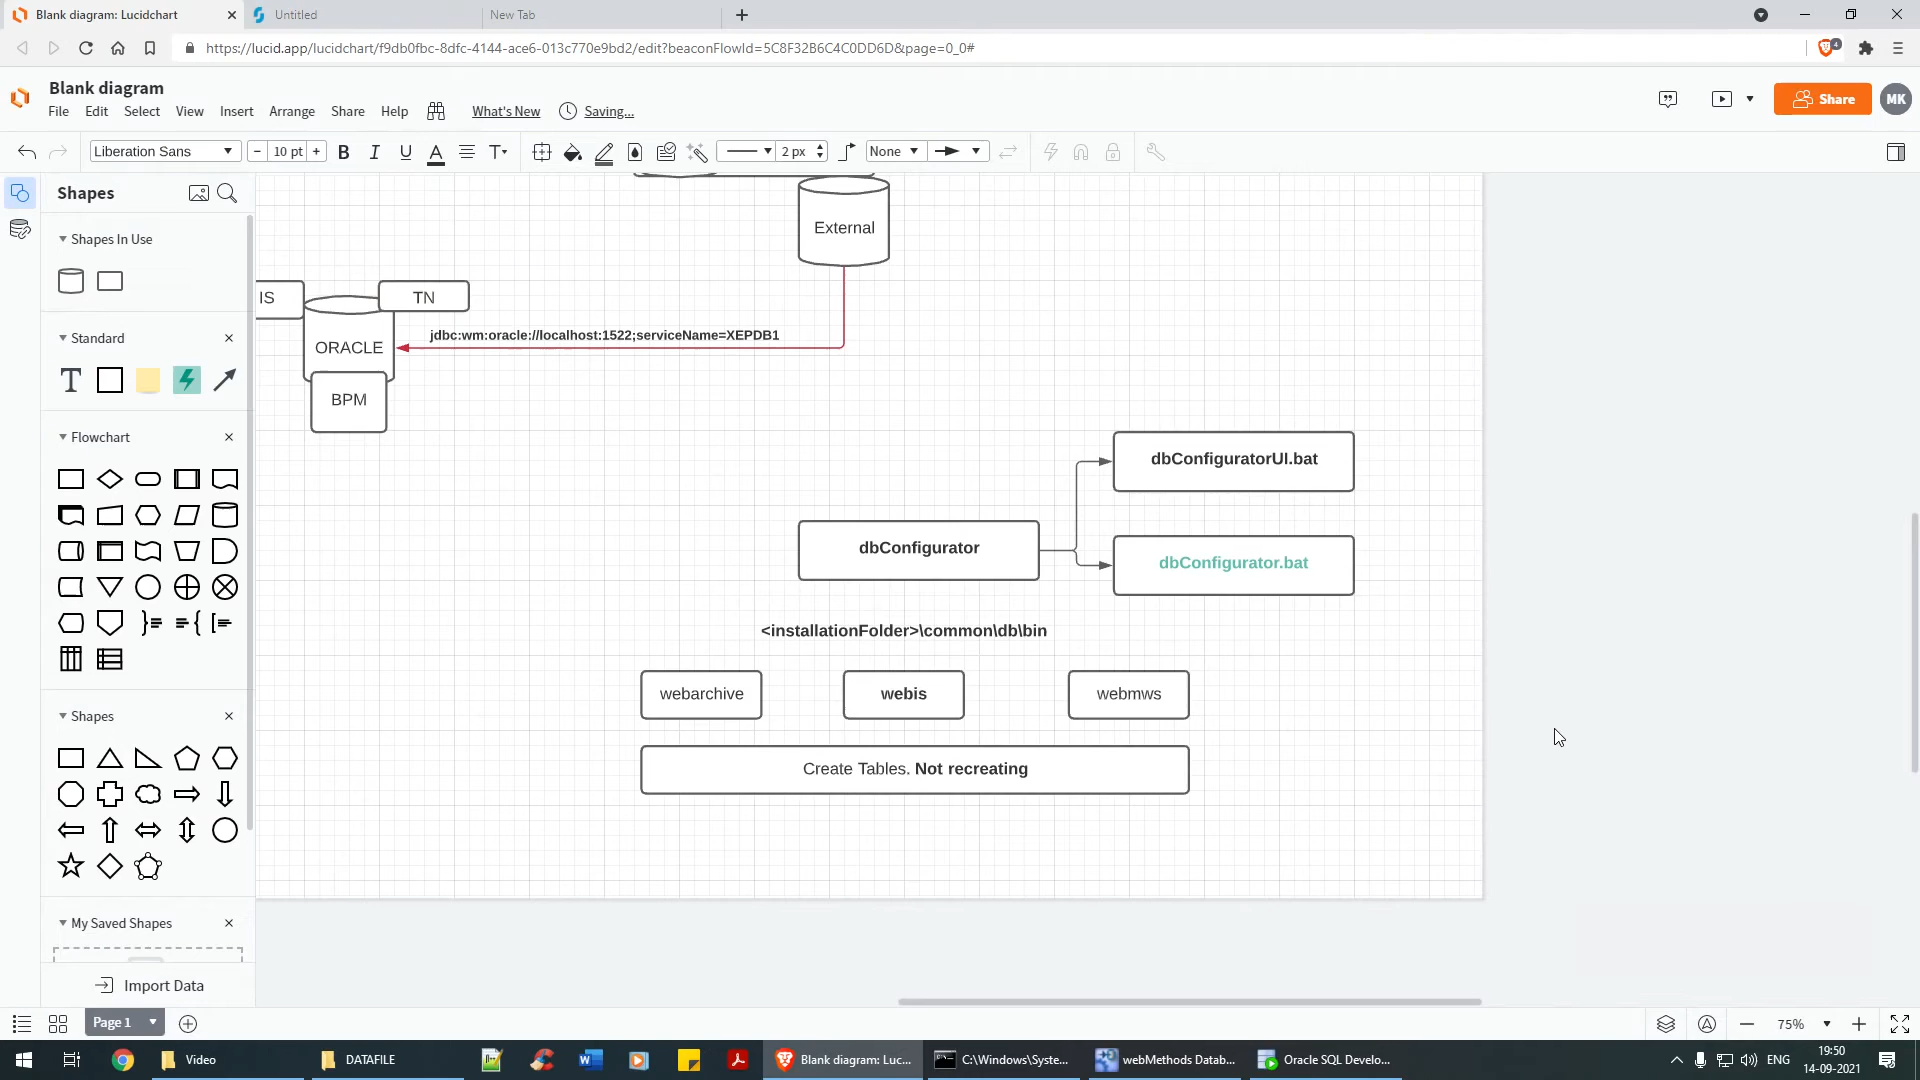 Blank diagram: Lucidchart
Untitled
New Tab
https://lucid.app/lucidchart/f9db0fbc-8dfc-4144-ace6-013c770e9bd2/edit?beaconFlowId=5C8F32B6C4C0DD6D&page=0_0#
4
Blank diagram
File Edit Select View Insert Arrange Share Help What's New Saving...
Share
MK
Liberation Sans
10 pt
B I U A T
2 px
None
Shapes
Shapes In Use
Standard
T
Flowchart
Shapes
My Saved Shapes
Import Data
External
IS
TN
ORACLE
jdbc:wm:oracle://localhost:1522;serviceName=XEPDB1
BPM
dbConfiguratorUI.bat
dbConfigurator
dbConfigurator.bat
<installationFolder>\common\db\bin
webarchive
webis
webmws
Create Tables. Not recreating
Page 1
75%
Video
DATAFILE
Blank diagram: Luc...
C:\Windows\Syste...
webMethods Datab...
Oracle SQL Develo...
ENG
19:50
14-09-2021